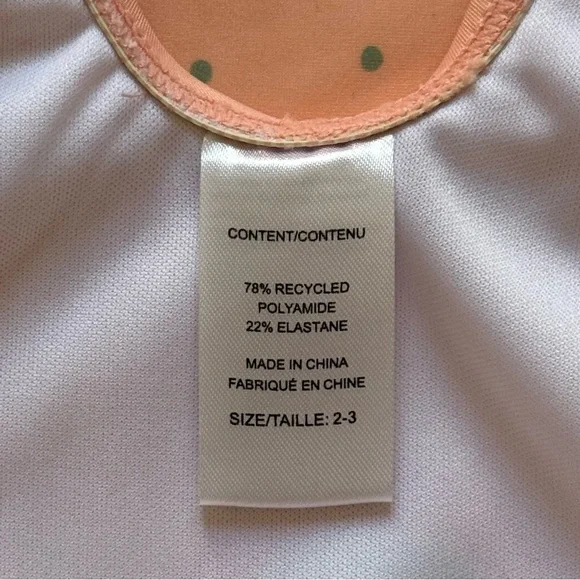 CONTENT/CONTENU
78% RECYCLED
POLYAMIDE
22% ELASTANE
MADE IN CHINA
FABRIQUÉ EN CHINE
SIZE/TAILLE: 2-3